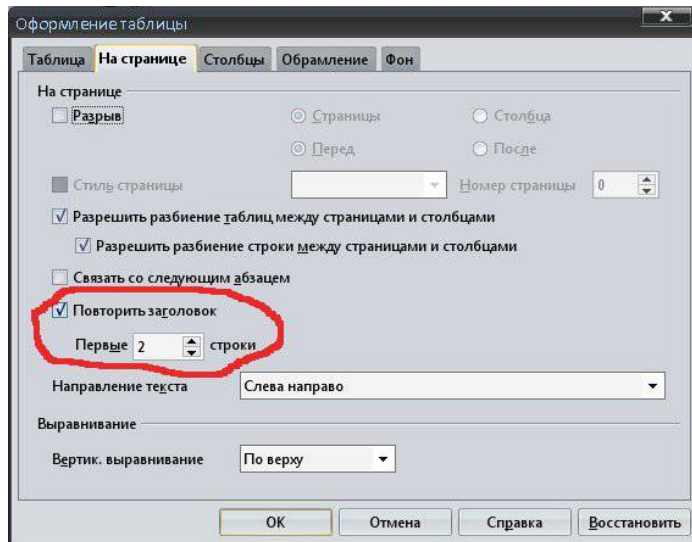 Оформление таблицы
Таблица На странице Столбцы Обрамление Фон
На странице
Разрыв Страницы Столбца
Перед После
Стиль страницы Номер страницы 0
Разрешить разбиение таблиц между страницами и столбцами
Разрешить разбиение строки между страницами и столбцами
Связать со следующим абзацем
Повторить заголовок
Первые 2 строки
Направление текста Слева направо
Выравнивание
Вертик. выравнивание По верху
ОК Отмена Справка Восстановить